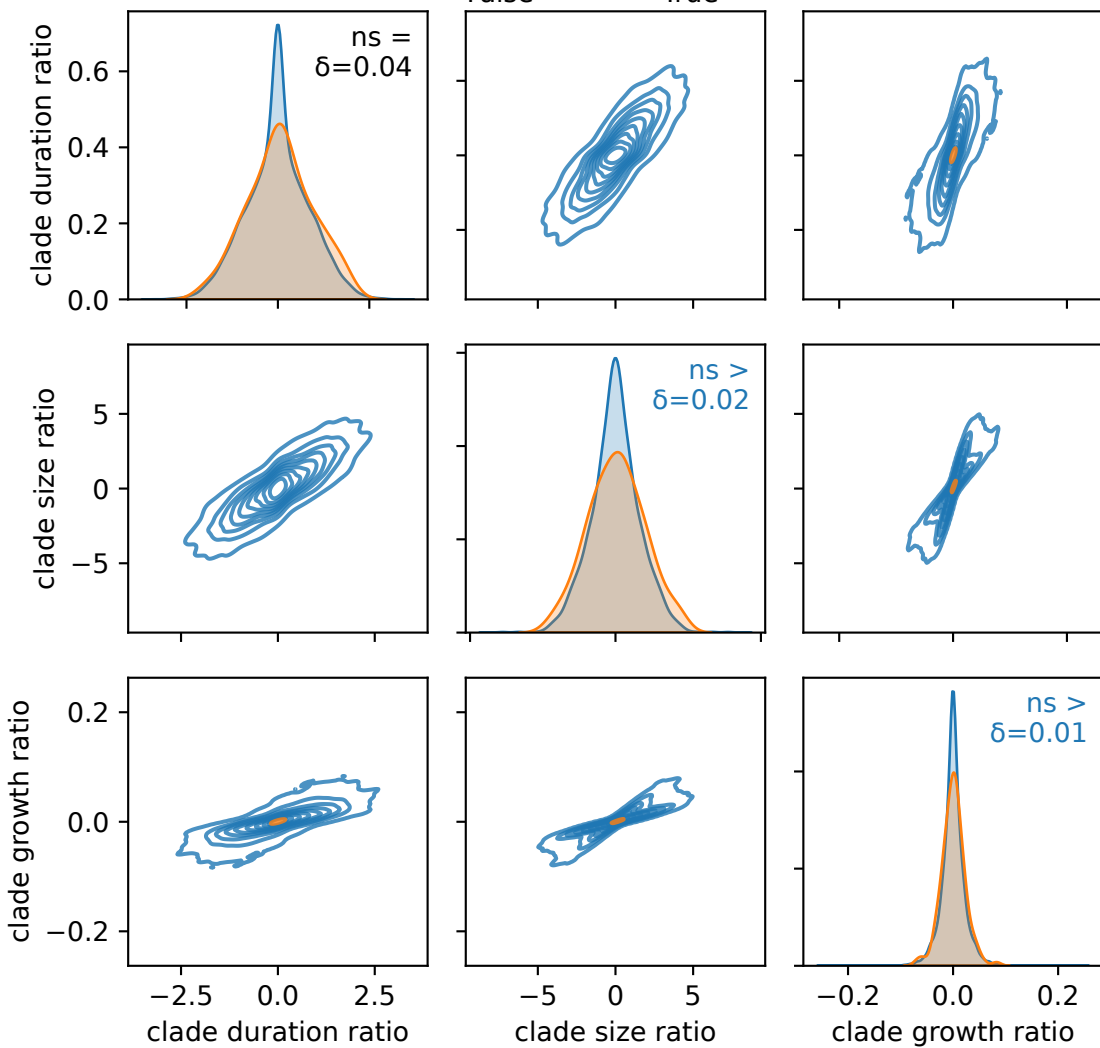 clade duration ratio
0.6
0.4
0.2
0.0
ns =
δ=0.04
clade size ratio
5
0
−5
ns >
δ=0.02
clade growth ratio
0.2
0.0
−0.2
ns >
δ=0.01
−2.5 0.0 2.5
−5 0 5
−0.2 0.0 0.2
clade duration ratio
clade size ratio
clade growth ratio